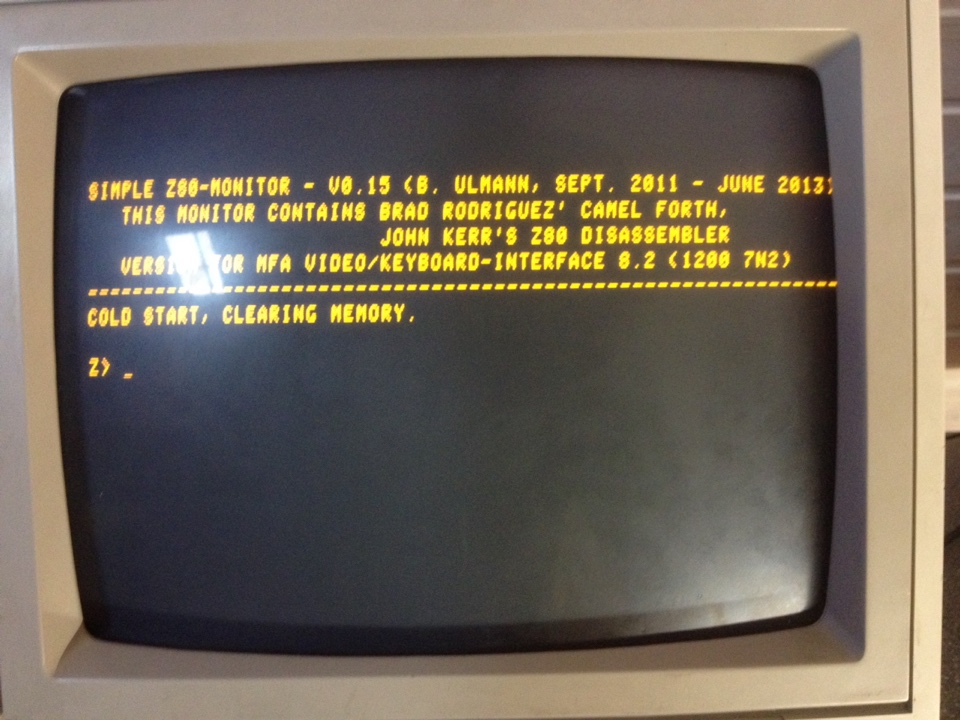 SIMPLE Z80-MONITOR - V0.15 (B. ULMANN, SEPT. 2011 - JUNE 2013)
THIS MONITOR CONTAINS BRAD RODRIGUEZ' CAMEL FORTH,
JOHN KERR'S Z80 DISASSEMBLER
VERSION FOR MFA VIDEO/KEYBOARD-INTERFACE 8.2 (1200 7N2)
--------------------------------------------------------------
COLD START, CLEARING MEMORY.
Z> _